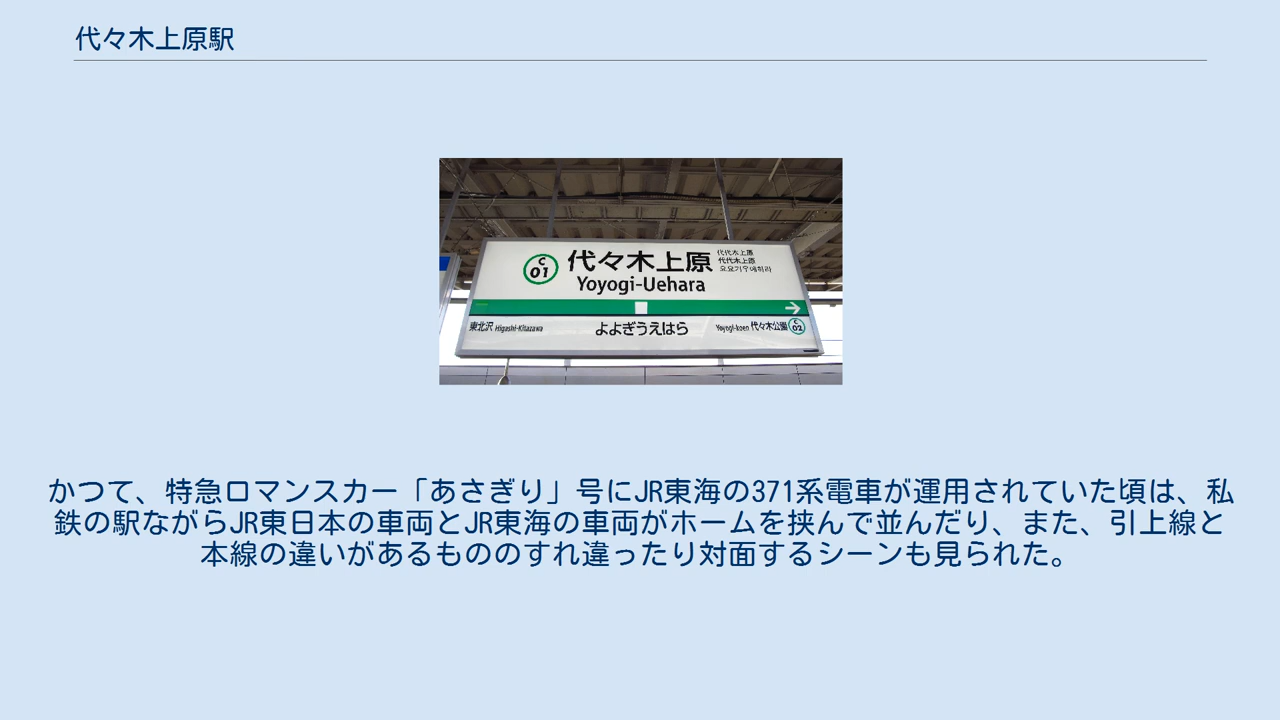 代々木上原駅
C
01
代々木上原
Yoyogi-Uehara
代代木上原
代代木上原
요요기우에하라
東北沢 Higashi-Kitazawa
よよぎうえはら
Yoyogi-koen 代々木公園
C
02
かつて、特急ロマンスカー「あさぎり」号にJR東海の371系電車が運用されていた頃は、私
鉄の駅ながらJR東日本の車両とJR東海の車両がホームを挟んで並んだり、また、引上線と
本線の違いがあるもののすれ違ったり対面するシーンも見られた。